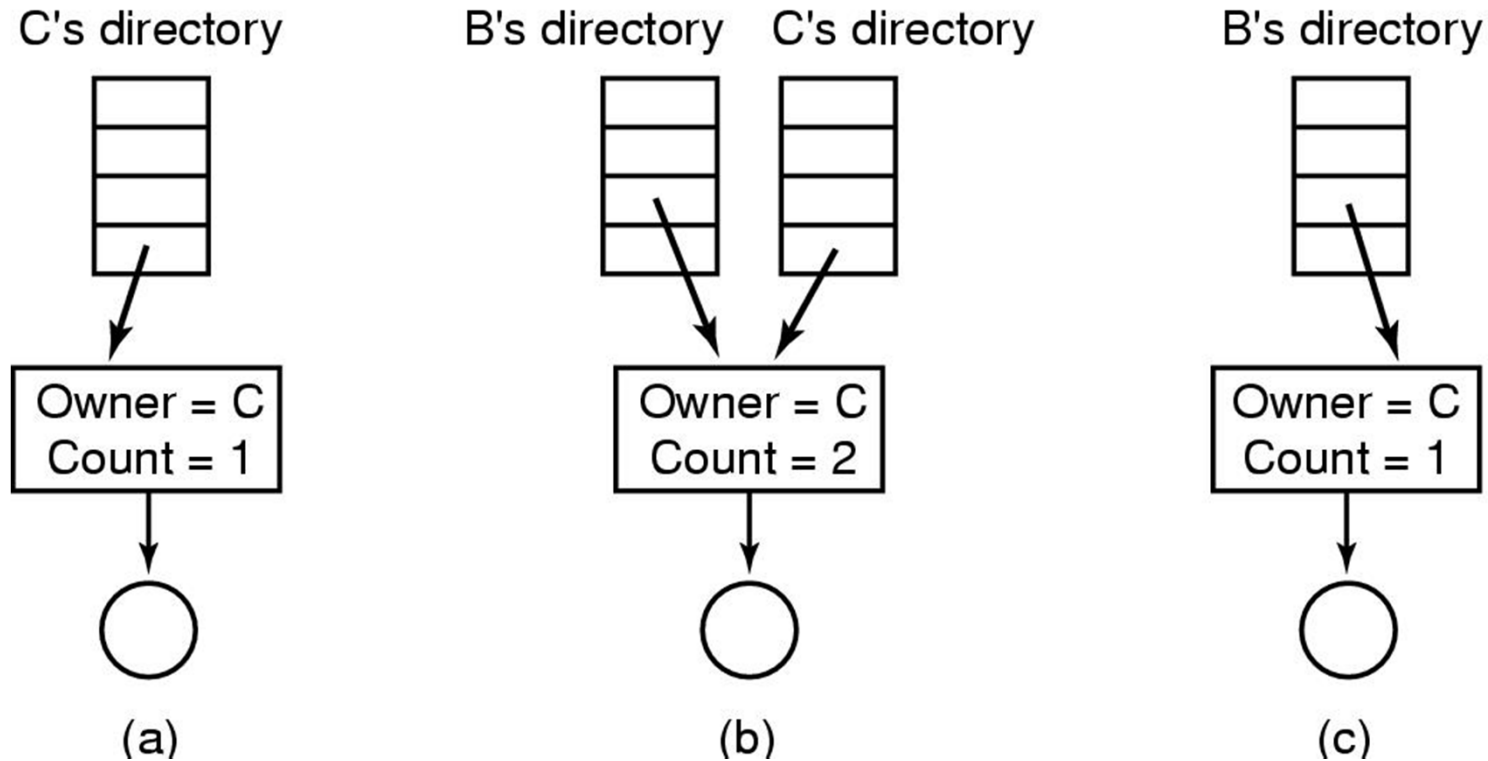 C's directory
B's directory
C's directory
B's directory
Owner = C
Count = 1
Owner = C
Count = 2
Owner = C
Count = 1
(a)
(b)
(c)